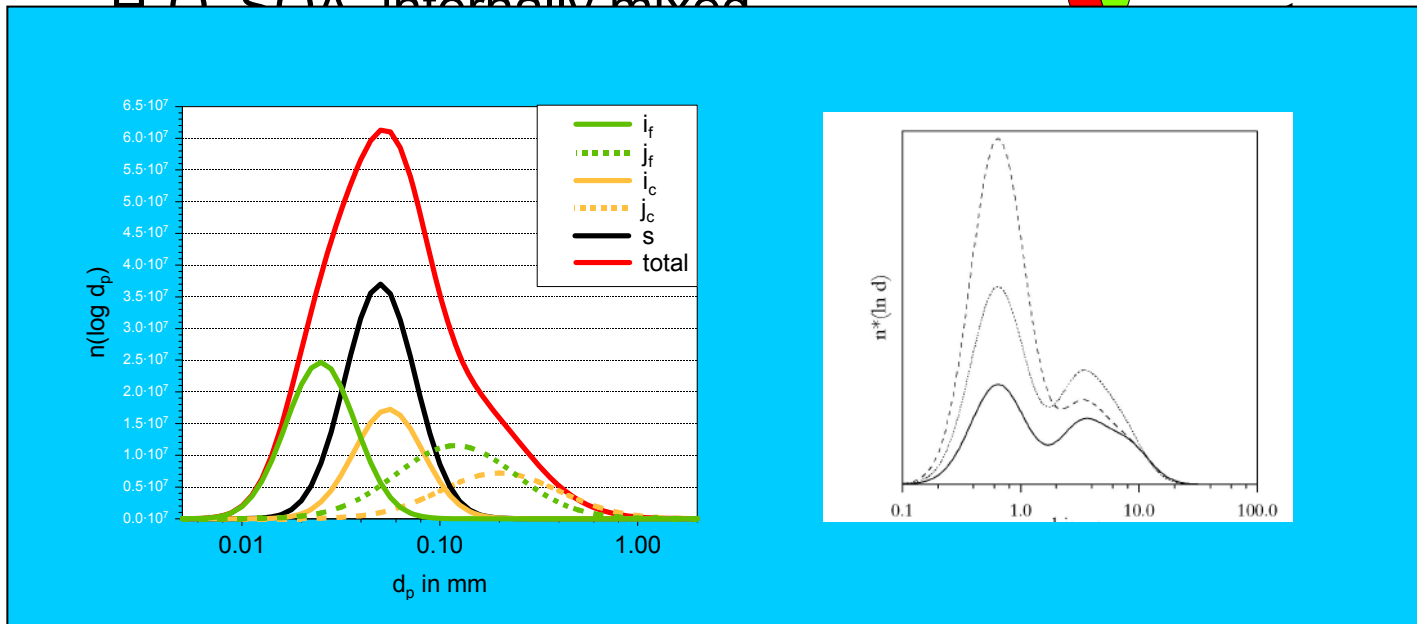 H O, SOA, internally mixed
6.5·10⁷
6.0·10⁷
5.5·10⁷
5.0·10⁷
4.5·10⁷
4.0·10⁷
3.5·10⁷
3.0·10⁷
2.5·10⁷
2.0·10⁷
1.5·10⁷
1.0·10⁷
0.5·10⁷
0.0·10⁷
n(log dₚ)
0.01 0.10 1.00
dₚ in mm
i_f
j_f
i_c
j_c
s
total
n*(ln d)
0.1 1.0 10.0 100.0